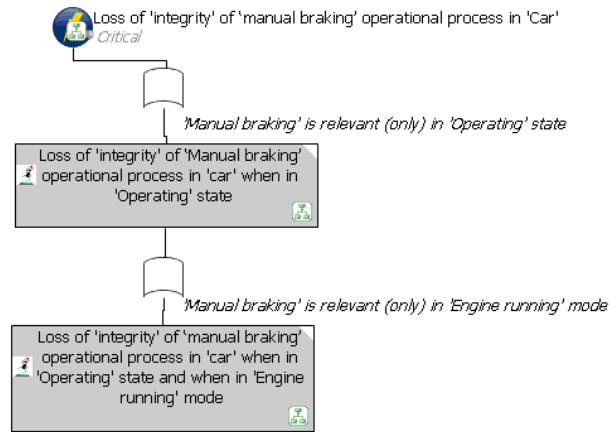 Loss of 'integrity' of 'manual braking' operational process in 'Car'
Critical
'Manual braking' is relevant (only) in 'Operating' state
Loss of 'integrity' of 'Manual braking'
operational process in 'car' when in
'Operating' state
'Manual braking' is relevant (only) in 'Engine running' mode
Loss of 'integrity' of 'manual braking'
operational process in 'car' when in
'Operating' state and when in 'Engine
running' mode